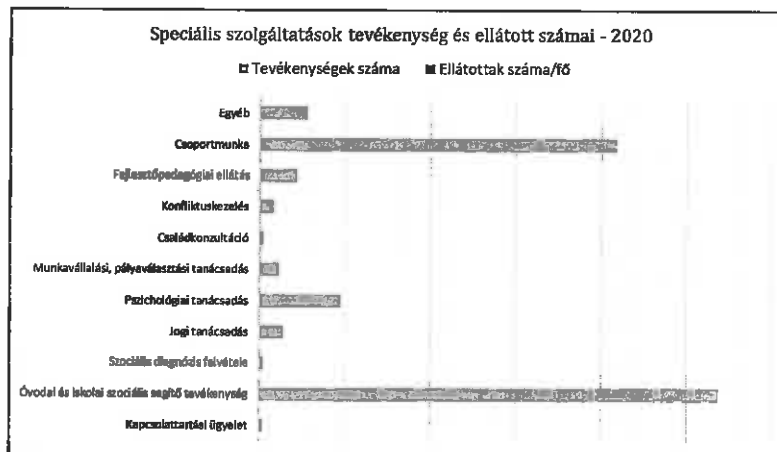 Speciális szolgáltatások tevékenység és ellátott számai - 2020
Tevékenységek száma Ellátottak száma/fő
Egyéb
Csoportmunka
Fejlesztőpedagógiai ellátás
Konfliktuskezelés
Családkonzultáció
Munkavállalási, pályaválasztási tanácsadás
Pszichológiai tanácsadás
Jogi tanácsadás
Szociális diagnózis felvétele
Óvodai és iskolai szociális segítő tevékenység
Kapcsolattartási ügyelet